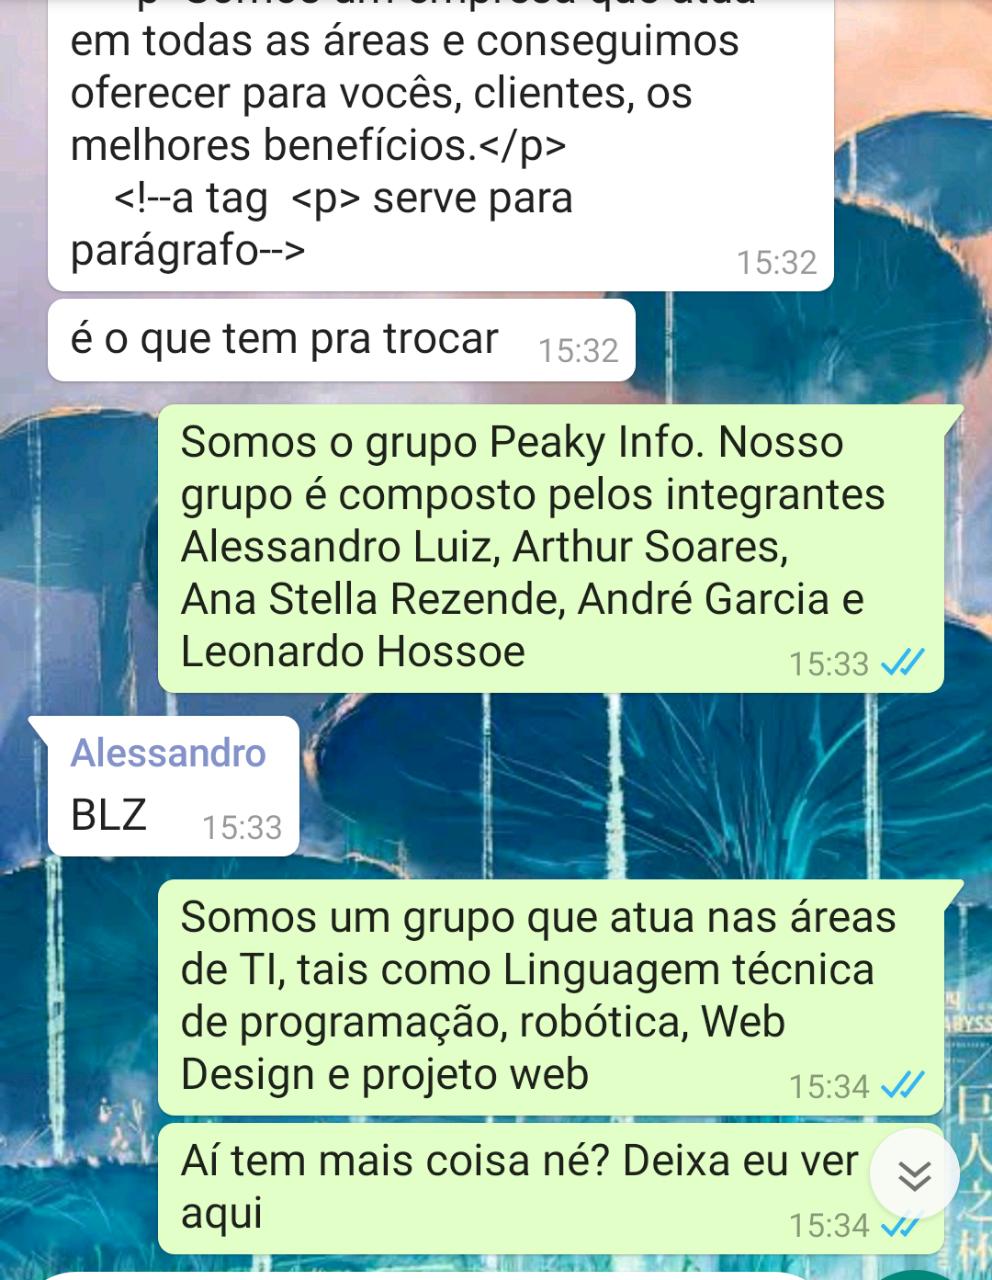 em todas as áreas e conseguimos
oferecer para vocês, clientes, os
melhores benefícios.</p>
<!--a tag  <p> serve para
parágrafo-->
15:32
é o que tem pra trocar 15:32
Somos o grupo Peaky Info. Nosso
grupo é composto pelos integrantes
Alessandro Luiz, Arthur Soares,
Ana Stella Rezende, André Garcia e
Leonardo Hossoe
15:33
Alessandro
BLZ 15:33
Somos um grupo que atua nas áreas
de TI, tais como Linguagem técnica
de programação, robótica, Web
Design e projeto web
15:34
Aí tem mais coisa né? Deixa eu ver
aqui
15:34
ABYSS
巨
人
之